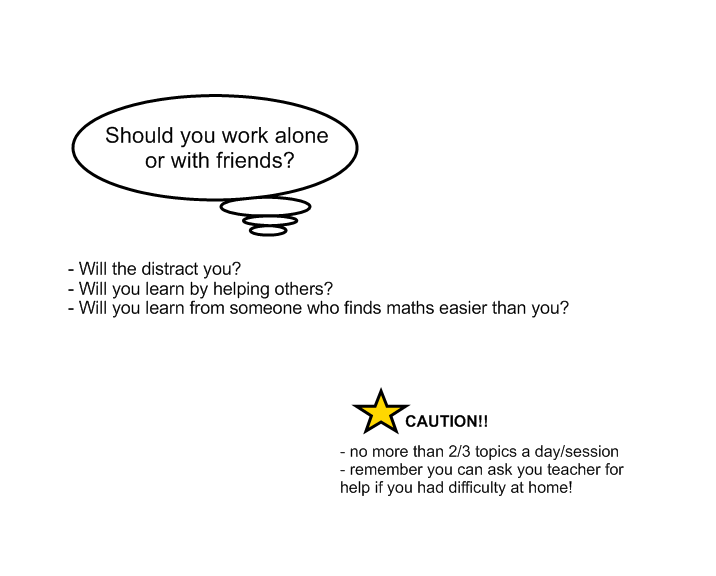 Should you work alone
or with friends?
- Will the distract you?
- Will you learn by helping others?
- Will you learn from someone who finds maths easier than you?
CAUTION!!
- no more than 2/3 topics a day/session
- remember you can ask you teacher for
help if you had difficulty at home!